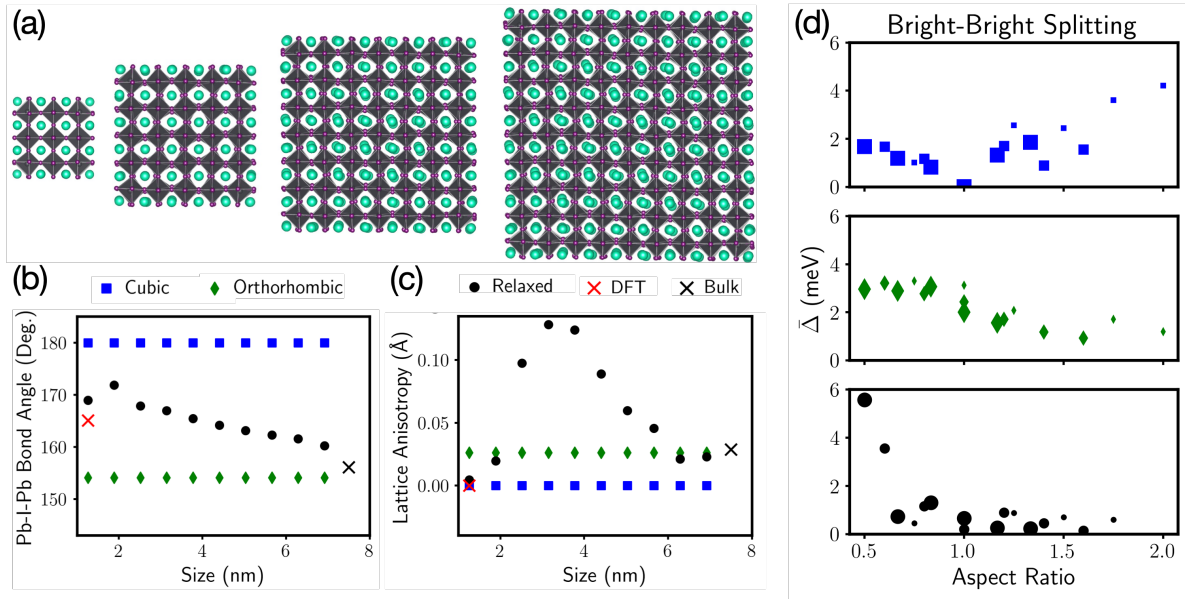 (a)
(b)
Cubic
Orthorhombic
Pb-I-Pb Bond Angle (Deg.)
180
170
160
150
2
4
6
8
Size (nm)
(c)
Relaxed
DFT
Bulk
Lattice Anisotropy (Å)
0.10
0.05
0.00
2
4
6
8
Size (nm)
(d)
Bright-Bright Splitting
6
4
2
0
6
4
2
0
6
4
2
0
Δ̄ (meV)
0.5
1.0
1.5
2.0
Aspect Ratio